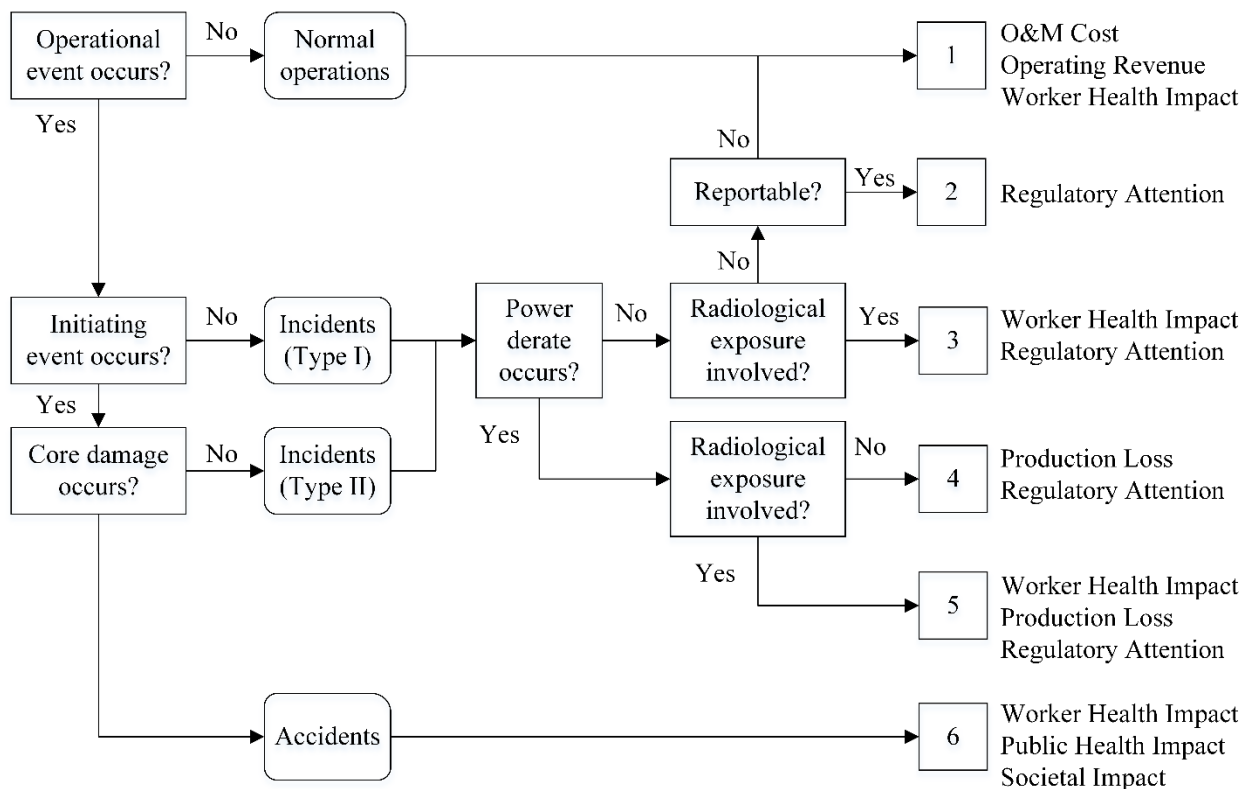 Operational
event occurs?
No
Normal
operations
1
O&M Cost
Operating Revenue
Worker Health Impact
Yes
No
Reportable?
Yes
2
Regulatory Attention
No
Initiating
event occurs?
No
Incidents
(Type I)
Power
derate
occurs?
No
Radiological
exposure
involved?
Yes
3
Worker Health Impact
Regulatory Attention
Yes
Core damage
occurs?
No
Incidents
(Type II)
Yes
Radiological
exposure
involved?
No
4
Production Loss
Regulatory Attention
Yes
5
Worker Health Impact
Production Loss
Regulatory Attention
Accidents
6
Worker Health Impact
Public Health Impact
Societal Impact